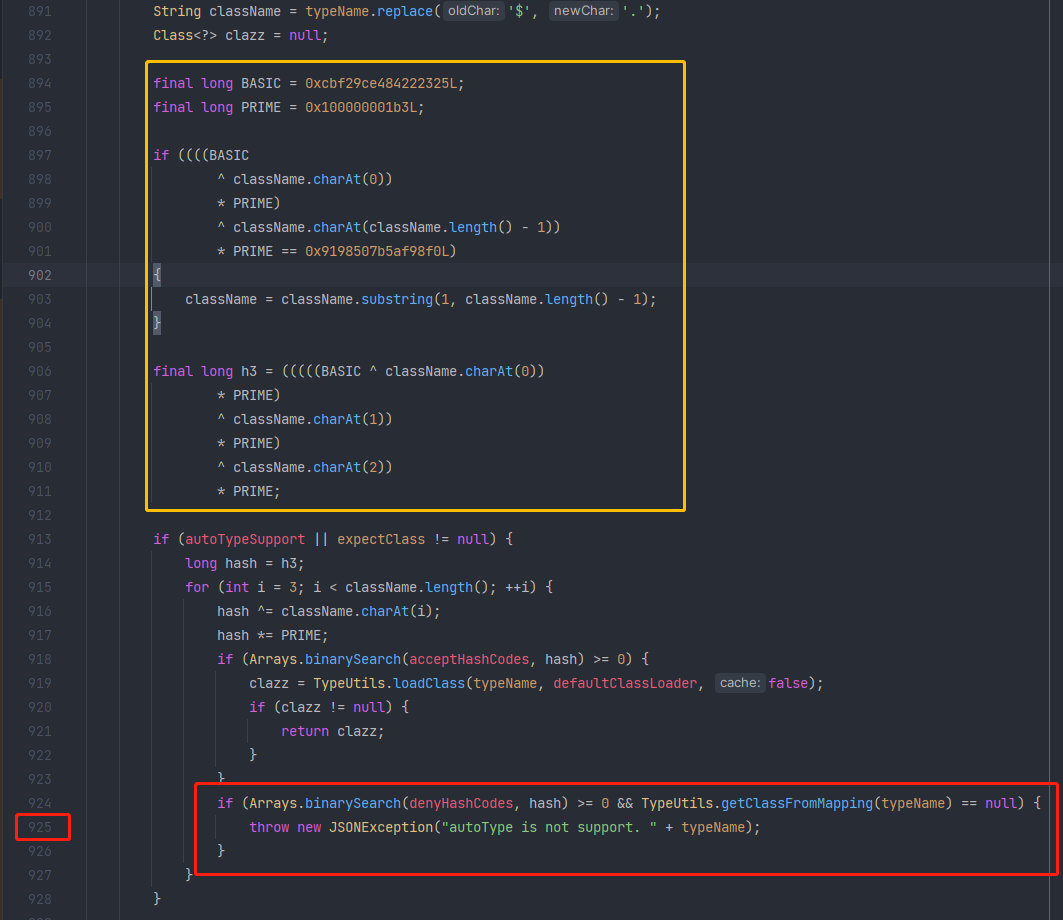 891 String className = typeName.replace( oldChar: '$', newChar: '.');
892 Class<?> clazz = null;
893
894 final long BASIC = 0xcbf29ce484222325L;
895 final long PRIME = 0x100000001b3L;
896
897 if ((((BASIC
898 ^ className.charAt(0))
899 * PRIME)
900 ^ className.charAt(className.length() - 1))
901 * PRIME == 0x9198507b5af98f0L)
902 {
903 className = className.substring(1, className.length() - 1);
904 }
905
906 final long h3 = (((((BASIC ^ className.charAt(0))
907 * PRIME)
908 ^ className.charAt(1))
909 * PRIME)
910 ^ className.charAt(2))
911 * PRIME;
912
913 if (autoTypeSupport || expectClass != null) {
914 long hash = h3;
915 for (int i = 3; i < className.length(); ++i) {
916 hash ^= className.charAt(i);
917 hash *= PRIME;
918 if (Arrays.binarySearch(acceptHashCodes, hash) >= 0) {
919 clazz = TypeUtils.loadClass(typeName, defaultClassLoader, cache: false);
920 if (clazz != null) {
921 return clazz;
922 }
923 }
924 if (Arrays.binarySearch(denyHashCodes, hash) >= 0 && TypeUtils.getClassFromMapping(typeName) == null) {
925 throw new JSONException("autoType is not support. " + typeName);
926 }
927 }
928 }